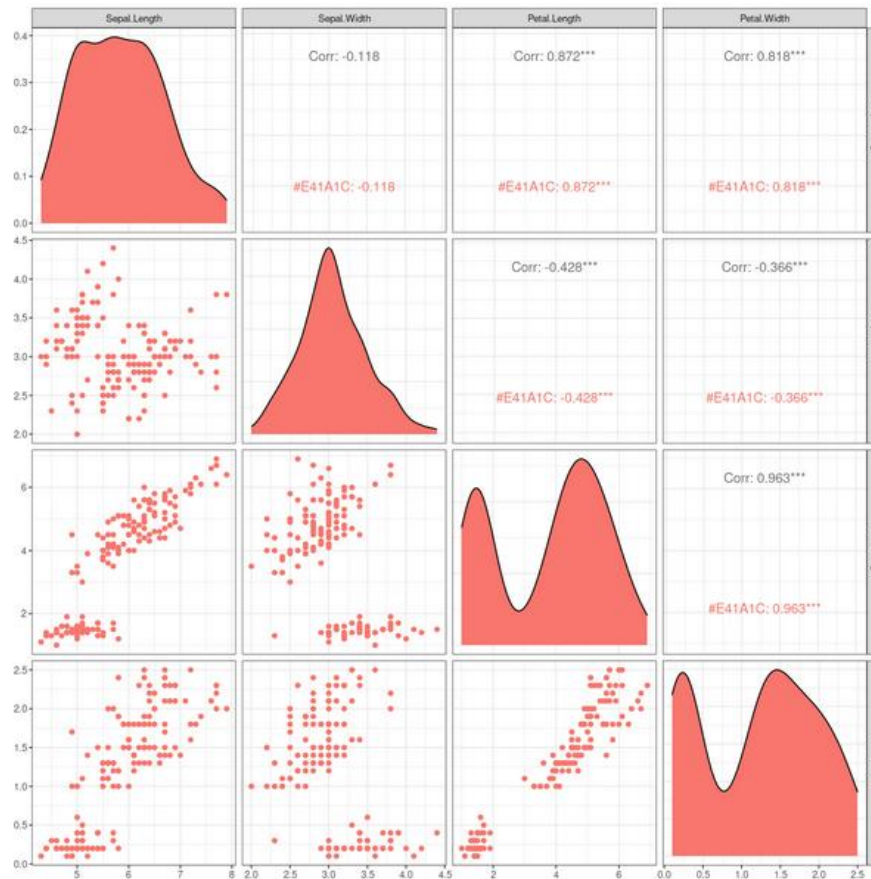 Sepal.Length Sepal.Width Petal.Length Petal.Width
0.4
0.3
0.2
0.1
0.0
Corr: -0.118
Corr: 0.872***
Corr: 0.818***
#E41A1C: -0.118
#E41A1C: 0.872***
#E41A1C: 0.818***
4.5
4.0
3.5
3.0
2.5
2.0
Corr: -0.428***
Corr: -0.366***
#E41A1C: -0.428***
#E41A1C: -0.366***
6
4
2
Corr: 0.963***
#E41A1C: 0.963***
2.5
2.0
1.5
1.0
0.5
0.0
5 6 7 8
2.0 2.5 3.0 3.5 4.0 4.5
2 4 6
0.0 0.5 1.0 1.5 2.0 2.5